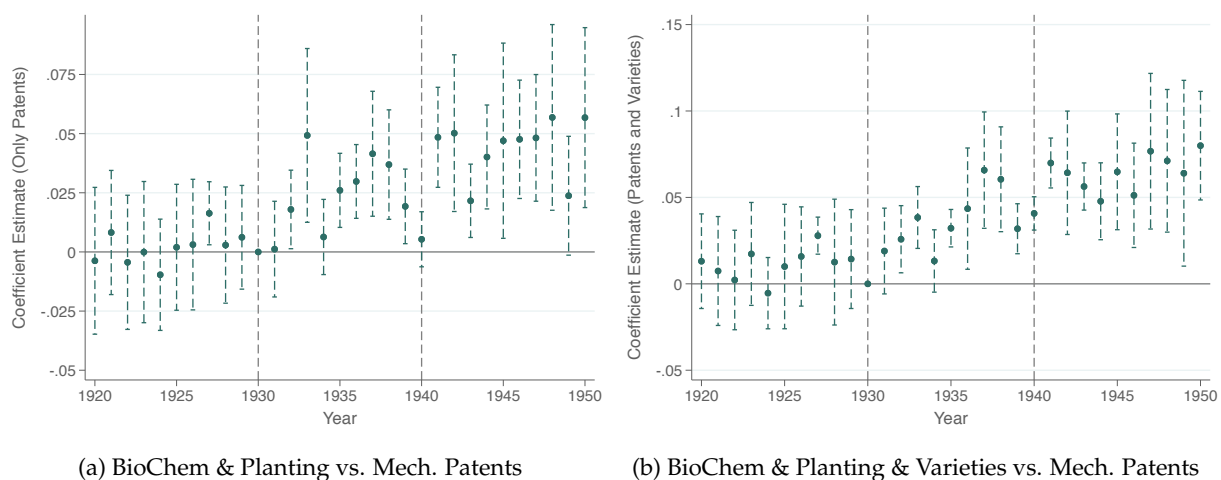 Coefficient Estimate (Only Patents)
.075
.05
.025
0
-.025
-.05
1920 1925 1930 1935 1940 1945 1950
Year
(a) BioChem & Planting vs. Mech. Patents
Coefficient Estimate (Patents and Varieties)
.15
.1
.05
0
-.05
1920 1925 1930 1935 1940 1945 1950
Year
(b) BioChem & Planting & Varieties vs. Mech. Patents